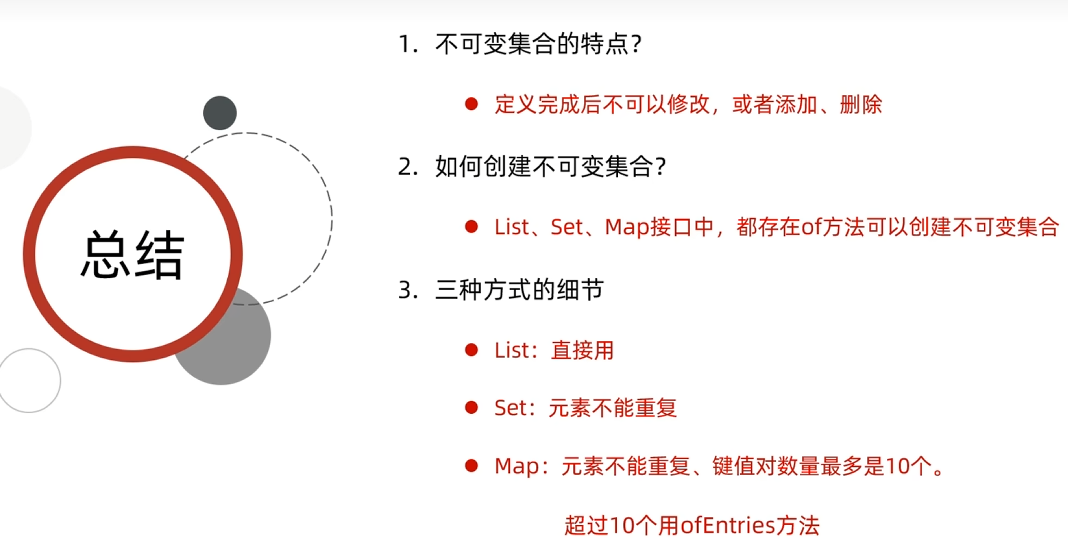 总结
1. 不可变集合的特点?
● 定义完成后不可以修改，或者添加、删除
2. 如何创建不可变集合?
● List、Set、Map接口中，都存在of方法可以创建不可变集合
3. 三种方式的细节
● List：直接用
● Set：元素不能重复
● Map：元素不能重复、键值对数量最多是10个。
超过10个用ofEntries方法